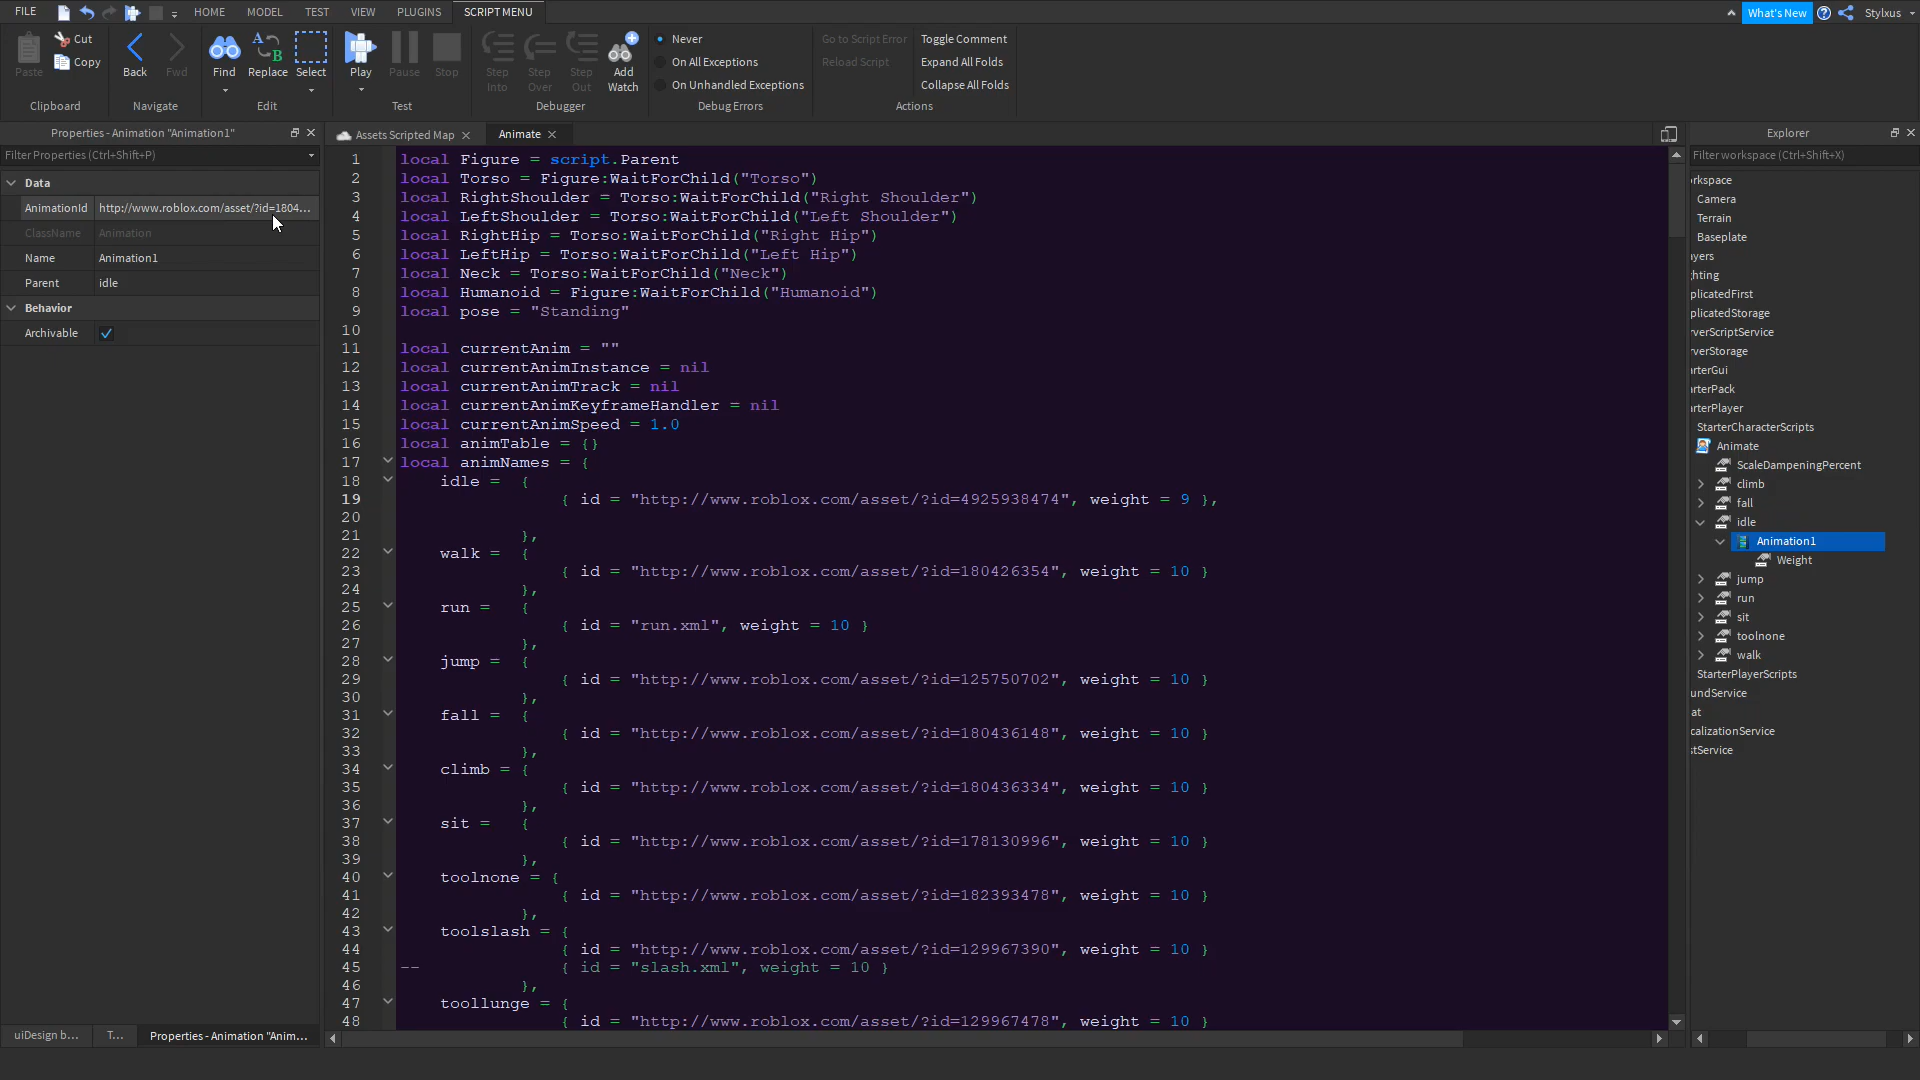 FILE
HOME MODEL TEST VIEW PLUGINS SCRIPT MENU
What's New
Stylxus
Paste
Cut
Copy
Clipboard
Back Fwd
Navigate
Find Replace Select
Edit
Play Pause Stop
Test
Step Into
Step Over
Step Out
Add Watch
Debugger
Never
On All Exceptions
On Unhandled Exceptions
Debug Errors
Go to Script Error
Reload Script
Toggle Comment
Expand All Folds
Collapse All Folds
Actions
Properties - Animation "Animation1"
Filter Properties (Ctrl+Shift+P)
Data
AnimationId http://www.roblox.com/asset/?id=1804...
ClassName Animation
Name Animation1
Parent idle
Behavior
Archivable
uiDesign b... T... Properties - Animation "Anim...
Assets Scripted Map
Animate
1 local Figure = script.Parent
2 local Torso = Figure:WaitForChild("Torso")
3 local RightShoulder = Torso:WaitForChild("Right Shoulder")
4 local LeftShoulder = Torso:WaitForChild("Left Shoulder")
5 local RightHip = Torso:WaitForChild("Right Hip")
6 local LeftHip = Torso:WaitForChild("Left Hip")
7 local Neck = Torso:WaitForChild("Neck")
8 local Humanoid = Figure:WaitForChild("Humanoid")
9 local pose = "Standing"
10
11 local currentAnim = ""
12 local currentAnimInstance = nil
13 local currentAnimTrack = nil
14 local currentAnimKeyframeHandler = nil
15 local currentAnimSpeed = 1.0
16 local animTable = {}
17 local animNames = {
18 idle = {
19 { id = "http://www.roblox.com/asset/?id=4925938474", weight = 9 },
20
21 },
22 walk = {
23 { id = "http://www.roblox.com/asset/?id=180426354", weight = 10 }
24 },
25 run = {
26 { id = "run.xml", weight = 10 }
27 },
28 jump = {
29 { id = "http://www.roblox.com/asset/?id=125750702", weight = 10 }
30 },
31 fall = {
32 { id = "http://www.roblox.com/asset/?id=180436148", weight = 10 }
33 },
34 climb = {
35 { id = "http://www.roblox.com/asset/?id=180436334", weight = 10 }
36 },
37 sit = {
38 { id = "http://www.roblox.com/asset/?id=178130996", weight = 10 }
39 },
40 toolnone = {
41 { id = "http://www.roblox.com/asset/?id=182393478", weight = 10 }
42 },
43 toolslash = {
44 { id = "http://www.roblox.com/asset/?id=129967390", weight = 10 }
45 -- { id = "slash.xml", weight = 10 }
46 },
47 toollunge = {
48 { id = "http://www.roblox.com/asset/?id=129967478", weight = 10 }
Explorer
Filter workspace (Ctrl+Shift+X)
rkspace
Camera
Terrain
Baseplate
yers
hting
plicatedFirst
plicatedStorage
rverScriptService
rverStorage
arterGui
arterPack
arterPlayer
StarterCharacterScripts
Animate
ScaleDampeningPercent
climb
fall
idle
Animation1
Weight
jump
run
sit
toolnone
walk
StarterPlayerScripts
undService
at
calizationService
stService